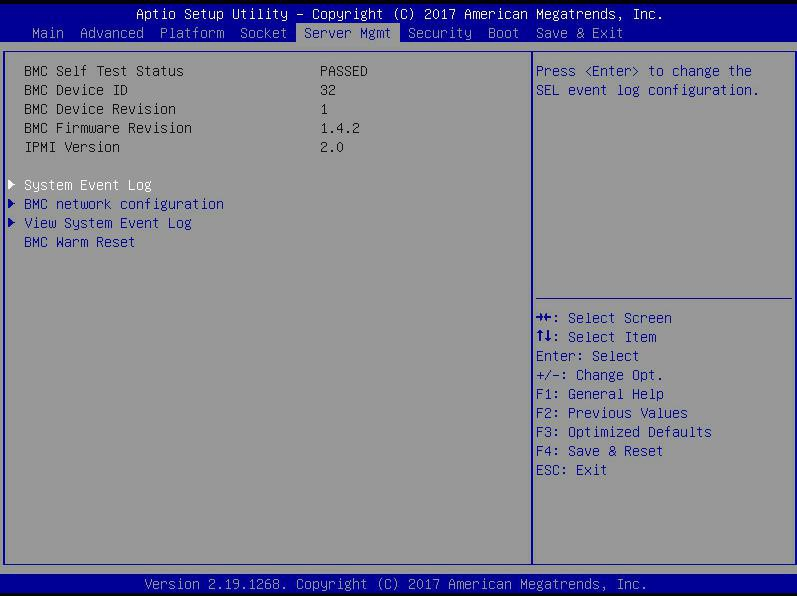 Aptio Setup Utility – Copyright (C) 2017 American Megatrends, Inc.
Main Advanced Platform Socket Server Mgmt Security Boot Save & Exit
BMC Self Test Status PASSED
BMC Device ID 32
BMC Device Revision 1
BMC Firmware Revision 1.4.2
IPMI Version 2.0
System Event Log
BMC network configuration
View System Event Log
BMC Warm Reset
Press <Enter> to change the
SEL event log configuration.
→←: Select Screen
↑↓: Select Item
Enter: Select
+/-: Change Opt.
F1: General Help
F2: Previous Values
F3: Optimized Defaults
F4: Save & Reset
ESC: Exit
Version 2.19.1268. Copyright (C) 2017 American Megatrends, Inc.